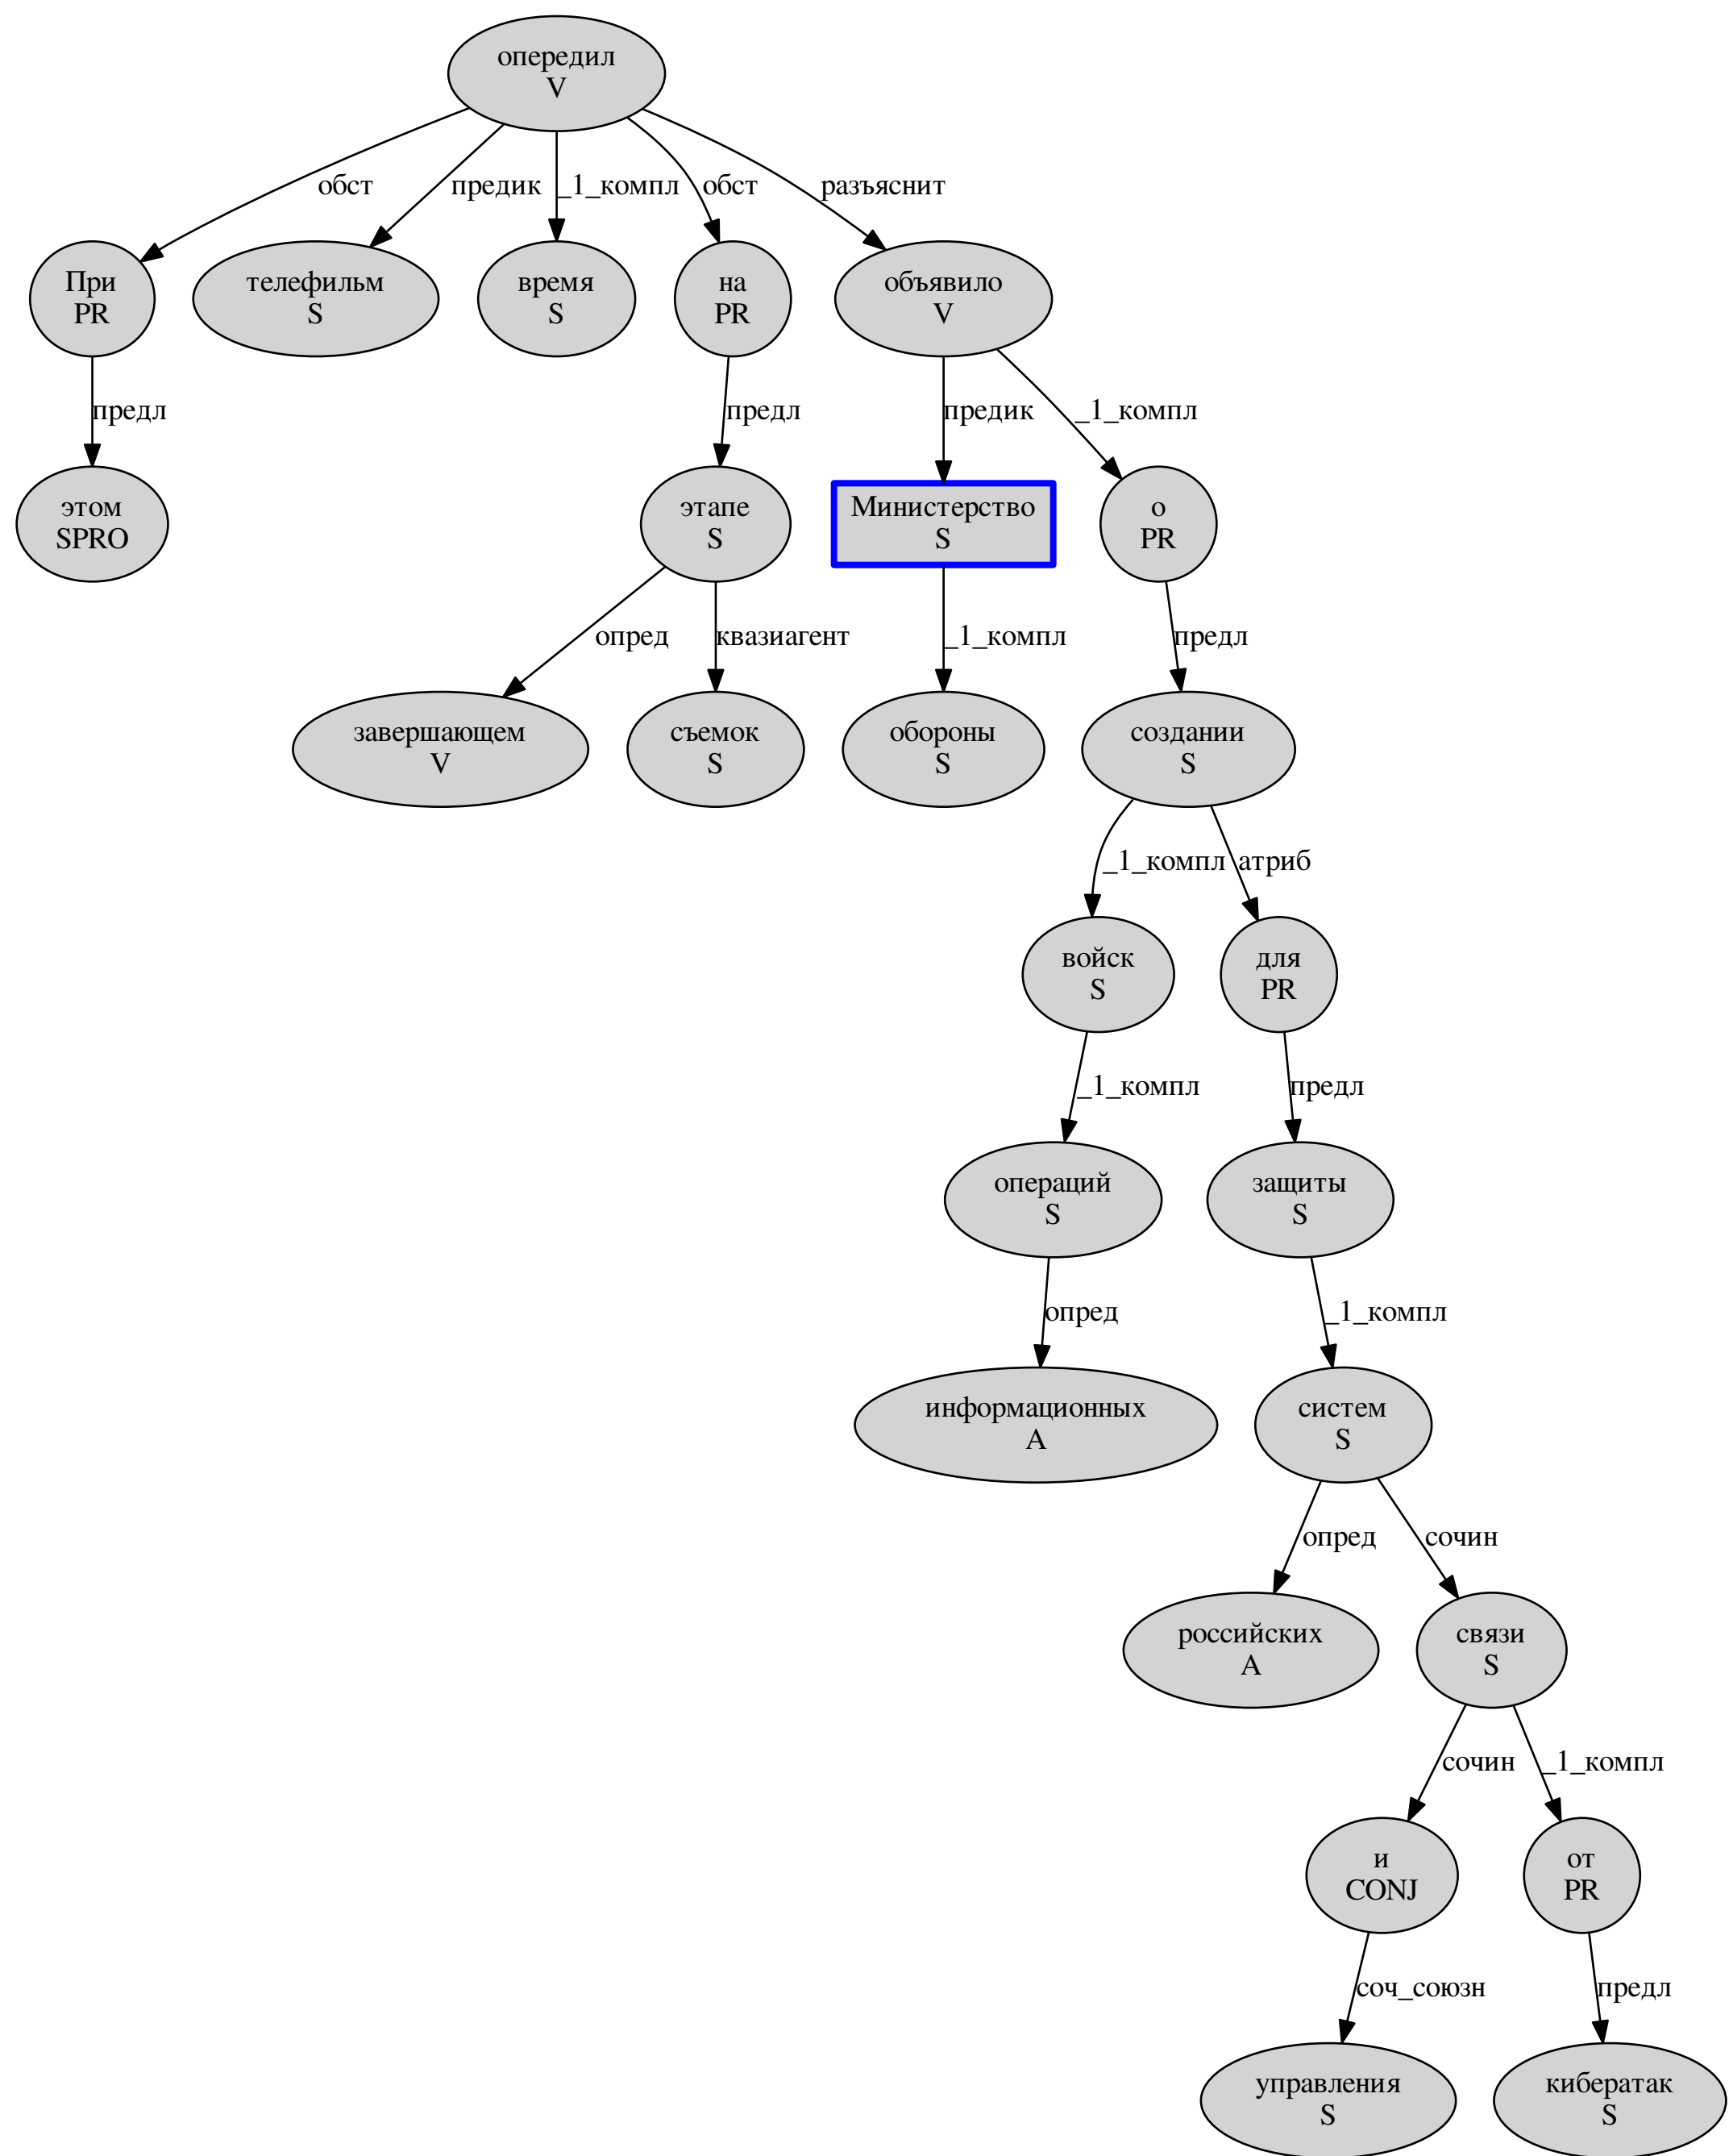 опередил
V
обст
предик
_1_компл
обст
разъяснит
При
PR
телефильм
S
время
S
на
PR
объявило
V
предл
предл
предик
_1_компл
этом
SPRO
этапе
S
Министерство
S
о
PR
опред
квазиагент
_1_компл
предл
завершающем
V
съемок
S
обороны
S
создании
S
_1_компл
атриб
войск
S
для
PR
_1_компл
предл
операций
S
защиты
S
опред
_1_компл
информационных
A
систем
S
опред
сочин
российских
A
связи
S
сочин
_1_компл
и
CONJ
от
PR
соч_союзн
предл
управления
S
кибератак
S